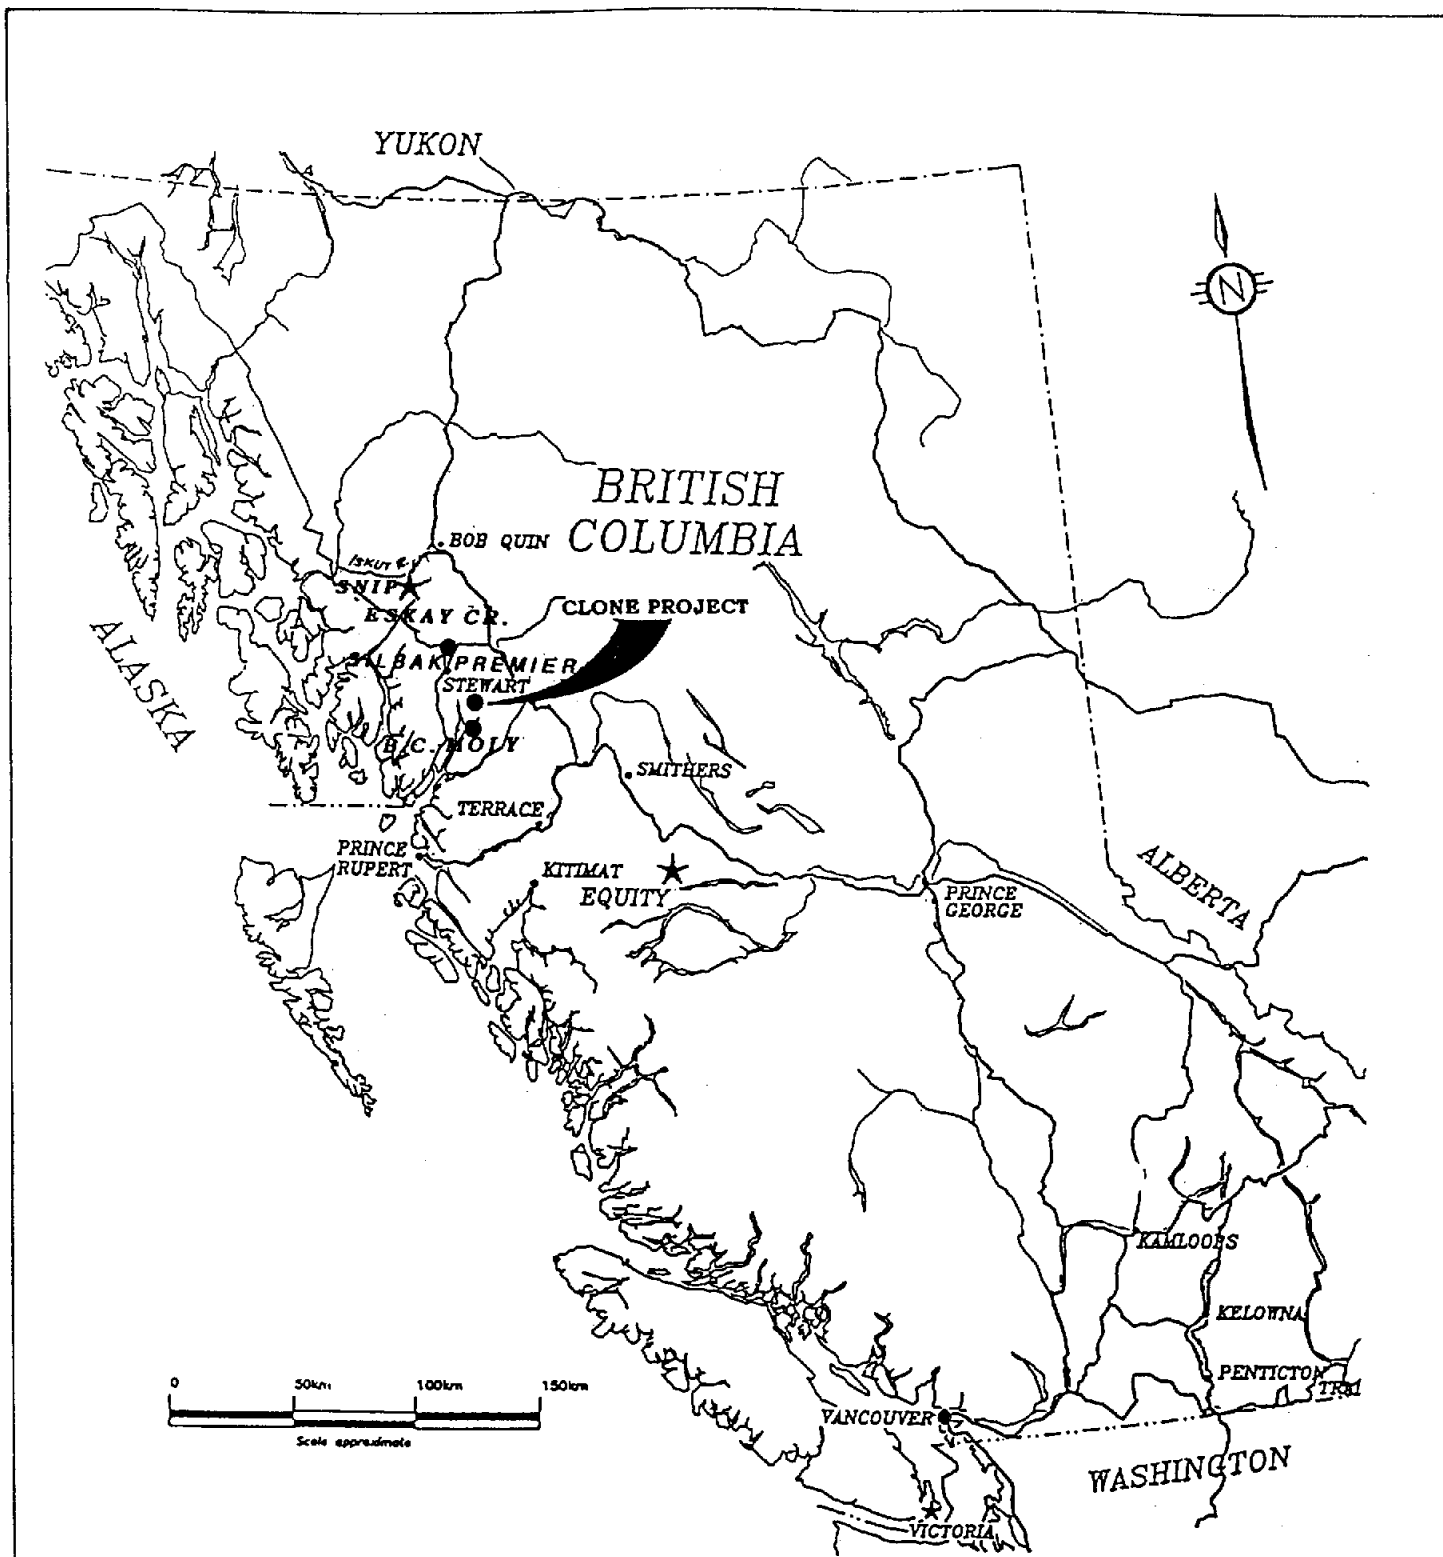 YUKON
N
BRITISH
COLUMBIA
BOB QUIN
ISKUT R.
SNIP
ESKAY CR.
CLONE PROJECT
ALASKA
SILBAK PREMIER
STEWART
B.C. MOLY
SMITHERS
TERRACE
PRINCE
RUPERT
KITIMAT
EQUITY
PRINCE
GEORGE
ALBERTA
KAMLOOPS
KELOWNA
PENTICTON
TRAIL
0 50km 100km 150km
Scale approximate
VANCOUVER
WASHINGTON
VICTORIA